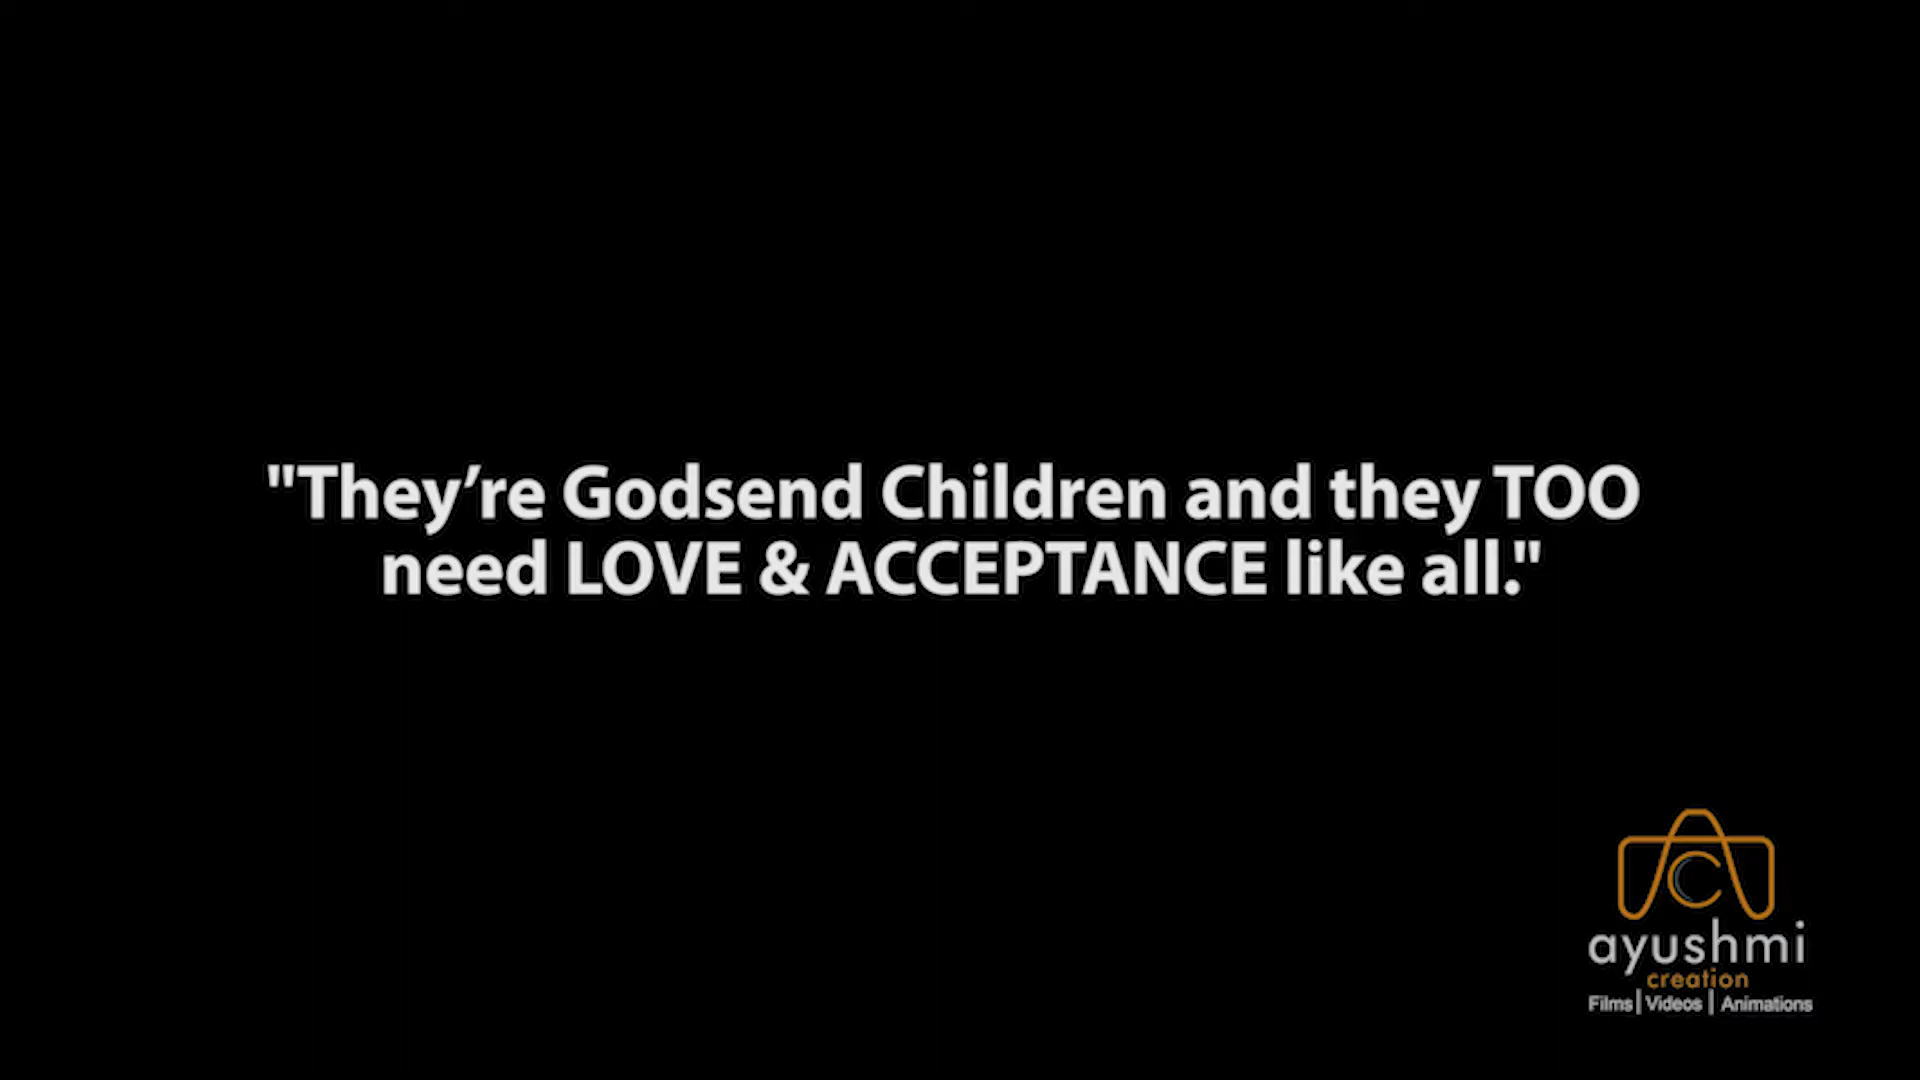 "They’re Godsend Children and they TOO
need LOVE & ACCEPTANCE like all."
ayushmi
creation
Films|Videos | Animations